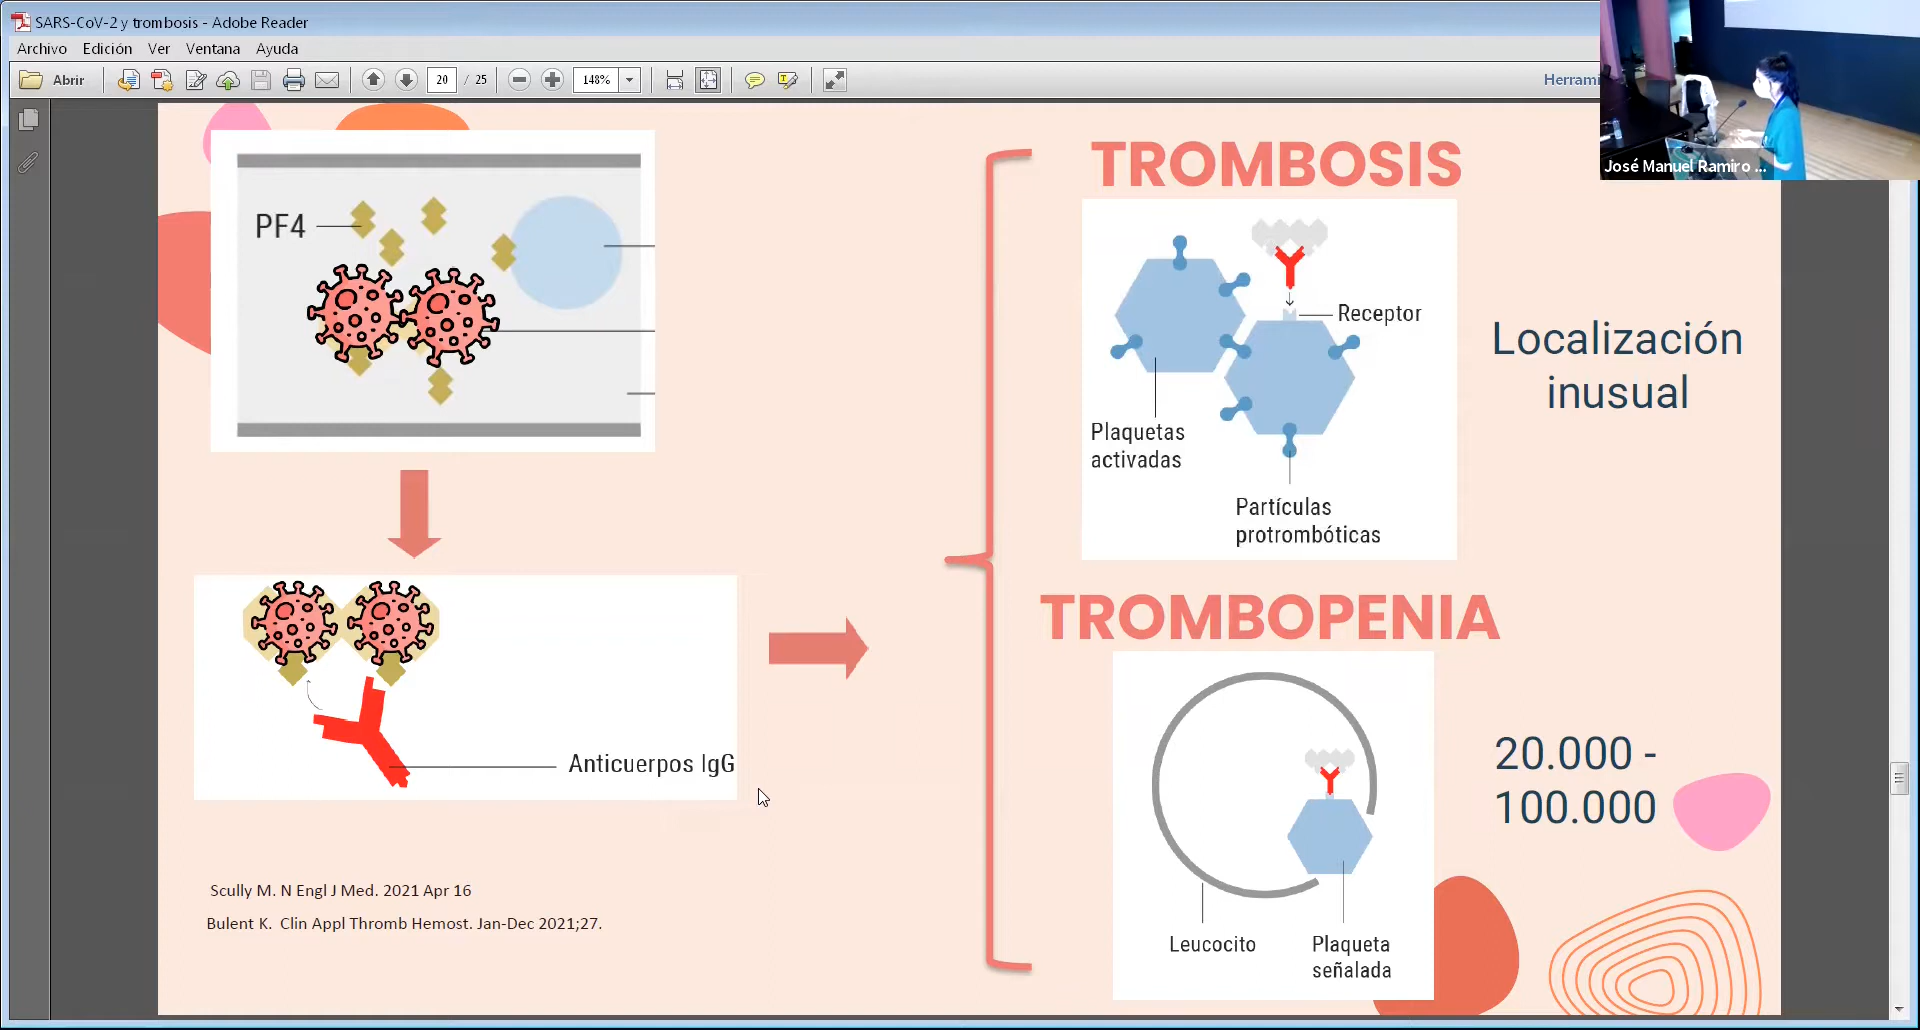 SARS-CoV-2 y trombosis - Adobe Reader
Archivo Edición Ver Ventana Ayuda
Abrir
20 / 25
148%
Herrami
José Manuel Ramiro ...
PF4
Anticuerpos IgG
Scully M. N Engl J Med. 2021 Apr 16
Bulent K. Clin Appl Thromb Hemost. Jan-Dec 2021;27.
TROMBOSIS
Receptor
Plaquetas
activadas
Partículas
protrombóticas
Localización
inusual
TROMBOPENIA
Leucocito
Plaqueta
señalada
20.000 -
100.000